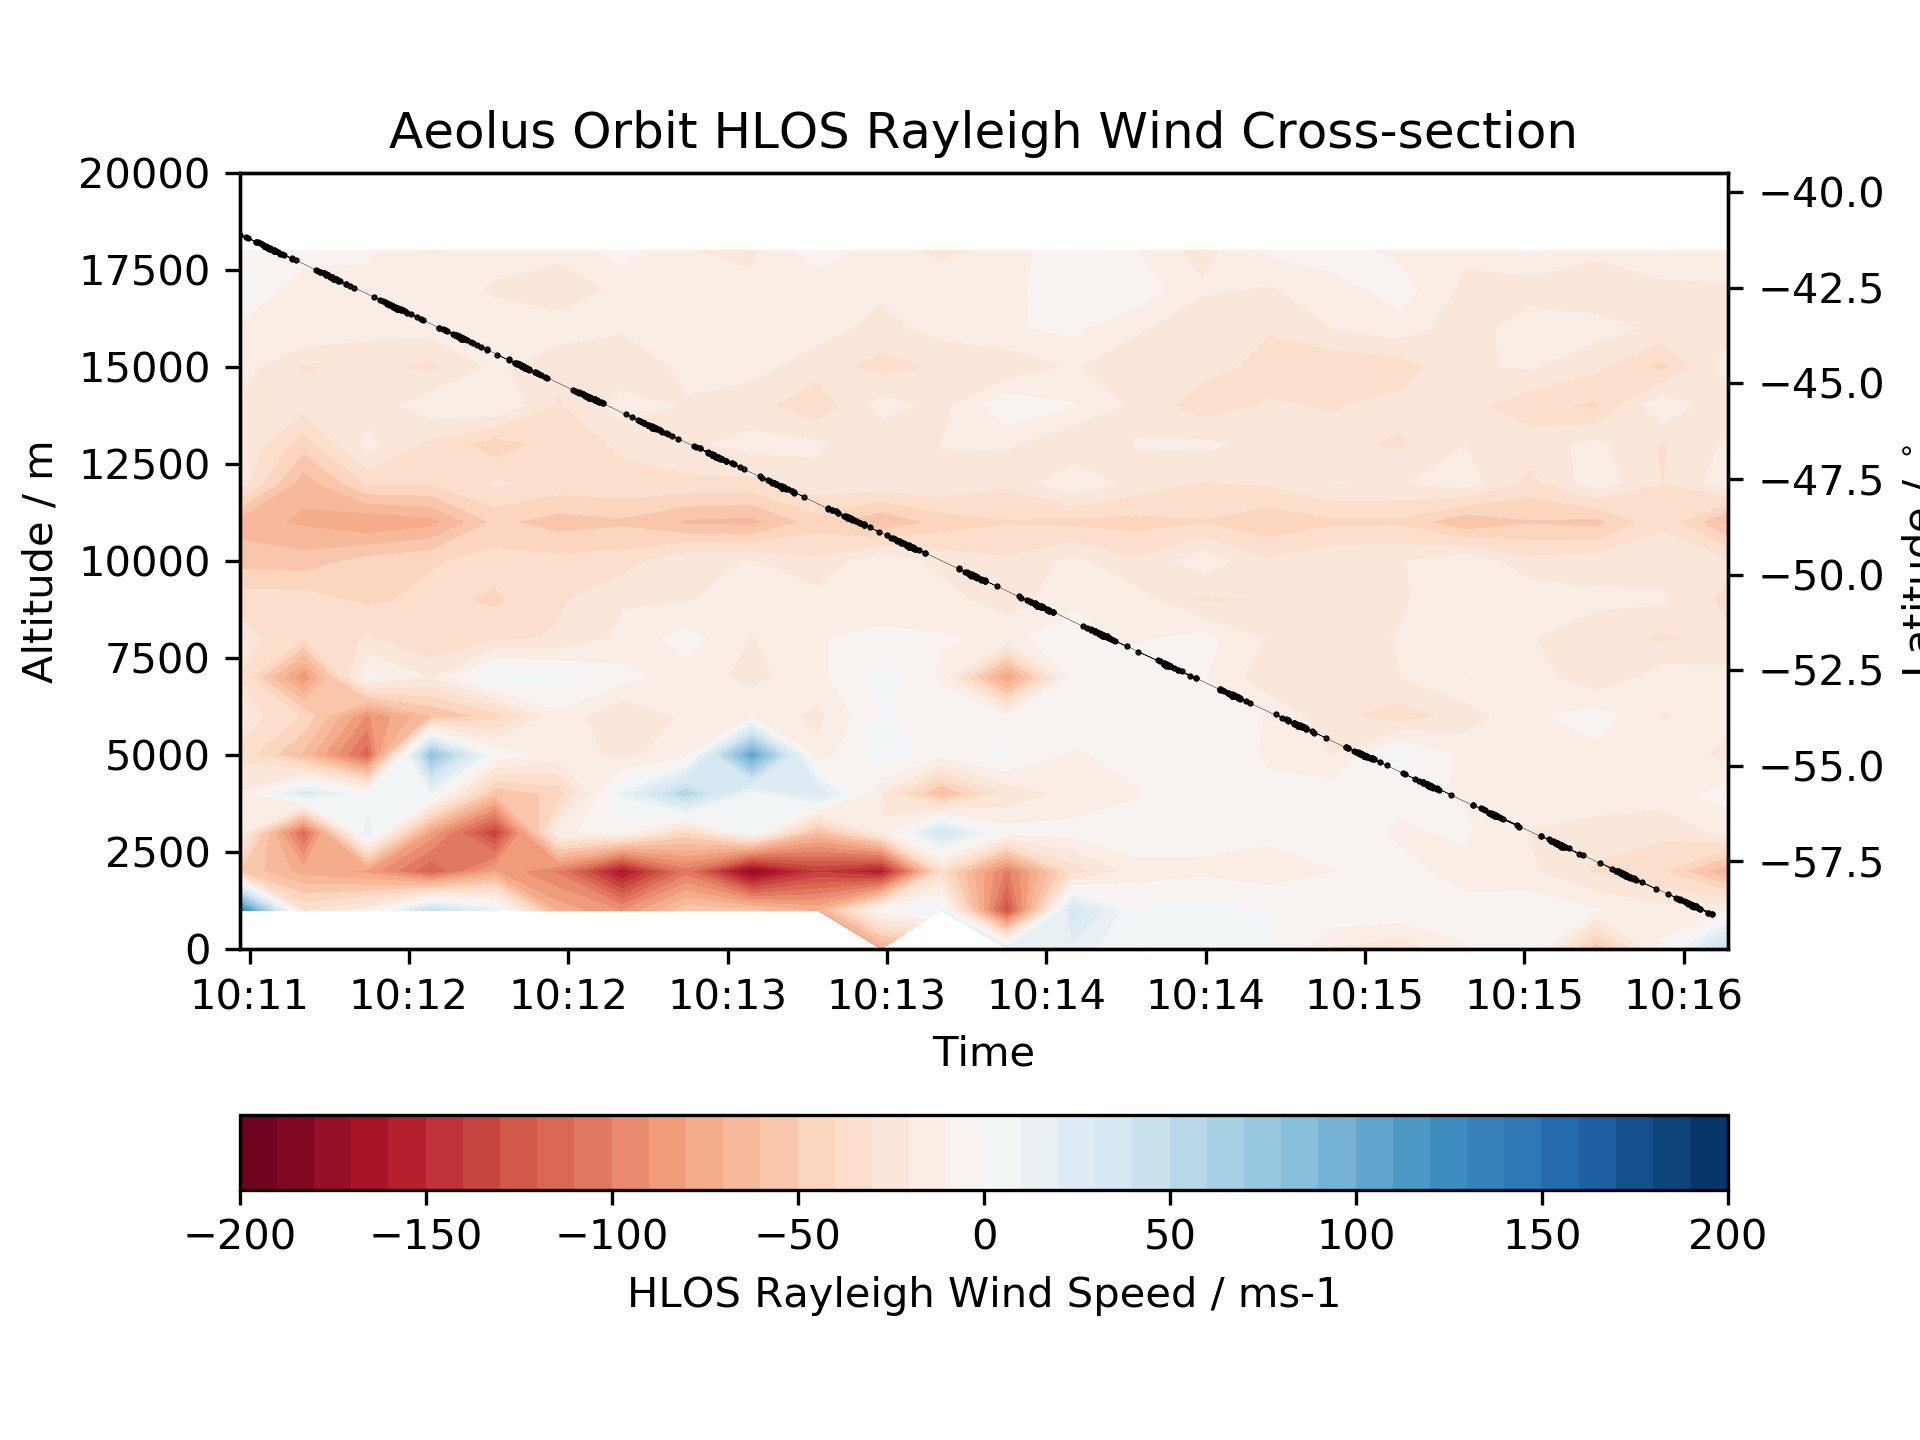 Aeolus Orbit HLOS Rayleigh Wind Cross-section
20000
17500
15000
12500
10000
7500
5000
2500
0
Altitude / m
−40.0
−42.5
−45.0
−47.5
−50.0
−52.5
−55.0
−57.5
Latitude / °
10:11 10:12 10:12 10:13 10:13 10:14 10:14 10:15 10:15 10:16
Time
−200 −150 −100 −50 0 50 100 150 200
HLOS Rayleigh Wind Speed / ms-1